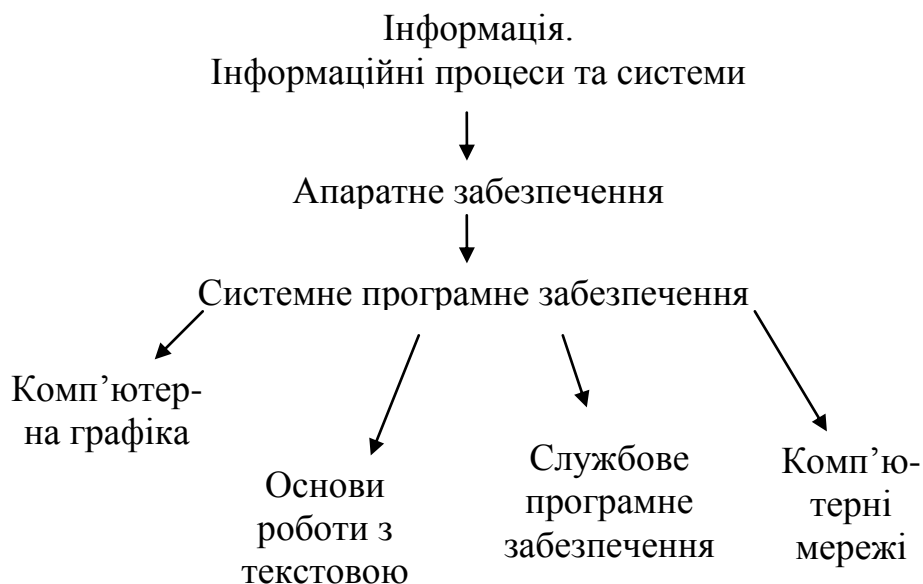 Інформація.
Інформаційні процеси та системи
Апаратне забезпечення
Системне програмне забезпечення
Комп’ютер-
на графіка
Основи
роботи з
текстовою
Службове
програмне
забезпечення
Комп’ю-
терні
мережі